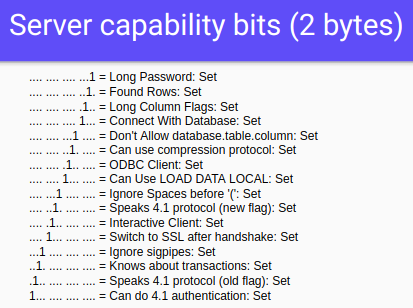 Server capability bits (2 bytes)
.... .... .... ...1 = Long Password: Set
.... .... .... ..1. = Found Rows: Set
.... .... .... .1.. = Long Column Flags: Set
.... .... .... 1... = Connect With Database: Set
.... .... ...1 .... = Don't Allow database.table.column: Set
.... .... ..1. .... = Can use compression protocol: Set
.... .... .1.. .... = ODBC Client: Set
.... .... 1... .... = Can Use LOAD DATA LOCAL: Set
.... ...1 .... .... = Ignore Spaces before '(': Set
.... ..1. .... .... = Speaks 4.1 protocol (new flag): Set
.... .1.. .... .... = Interactive Client: Set
.... 1... .... .... = Switch to SSL after handshake: Set
...1 .... .... .... = Ignore sigpipes: Set
..1. .... .... .... = Knows about transactions: Set
.1.. .... .... .... = Speaks 4.1 protocol (old flag): Set
1... .... .... .... = Can do 4.1 authentication: Set